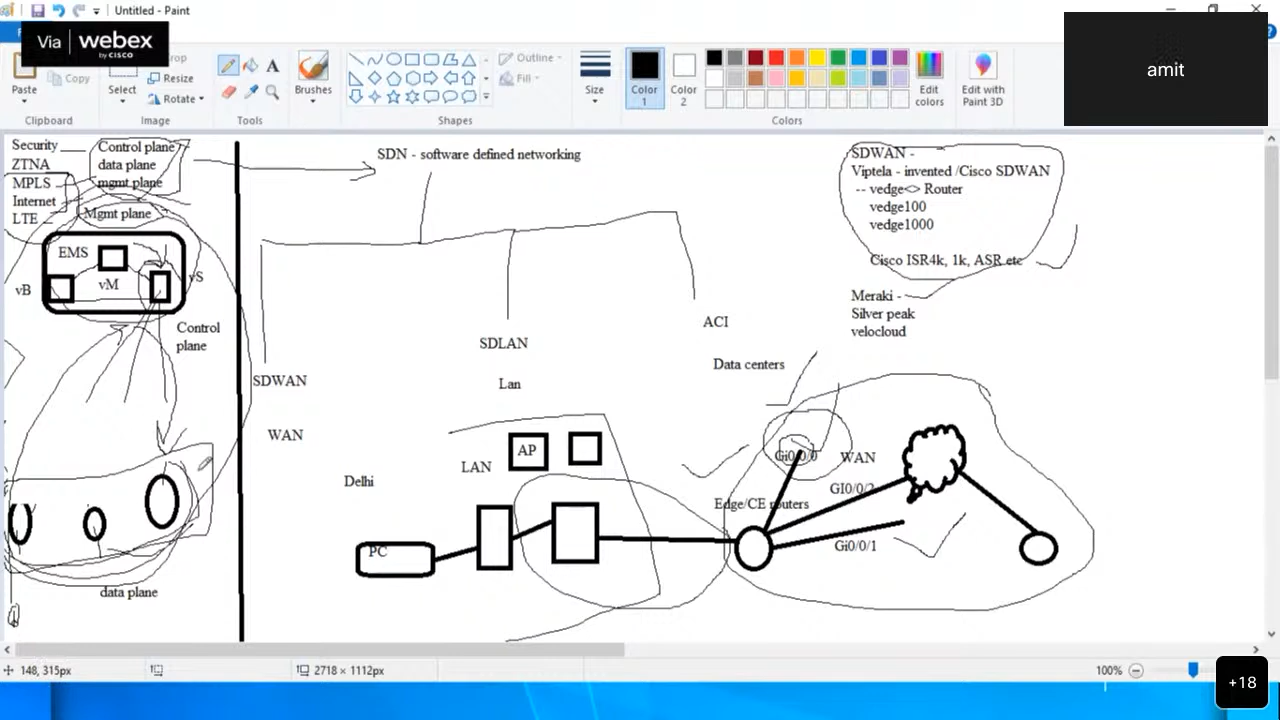 Untitled - Paint
Via webex
by CISCO
amit
Paste
Copy
Clipboard
Select
Crop
Resize
Rotate
Image
Tools
Brushes
Outline
Fill
Shapes
Size
Color
1
Color
2
Colors
Edit
colors
Edit with
Paint 3D
Security
ZTNA
MPLS
Internet
LTE
Control plane
data plane
mgmt plane
Mgmt plane
EMS
vB
vM
vS
Control
plane
data plane
SDN - software defined networking
SDWAN
WAN
SDLAN
Lan
ACI
Data centers
SDWAN -
Viptela - invented /Cisco SDWAN
-- vedge<> Router
vedge100
vedge1000
Cisco ISR4k, 1k, ASR etc
Meraki -
Silver peak
velocloud
Delhi
LAN
AP
PC
Gi0/0/0
WAN
GI0/0/2
Edge/CE routers
Gi0/0/1
148, 315px
2718 × 1112px
100%
+18